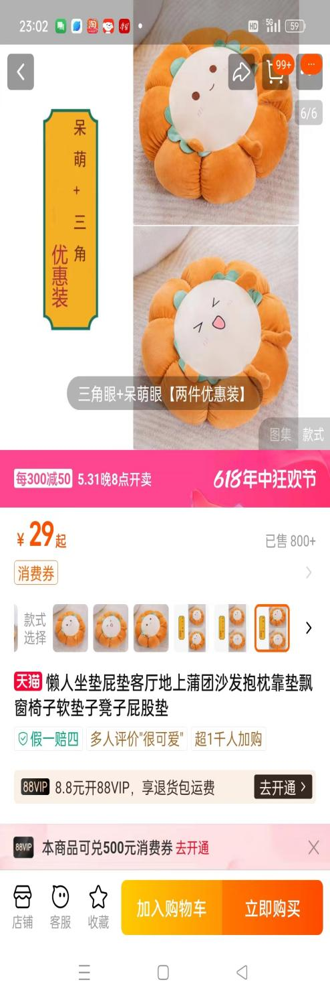 23:02
HD 5G 59
99+
6/6
呆萌+三角
优惠装
三角眼+呆萌眼【两件优惠装】
图集 款式
每300减50 5.31晚8点开卖 618年中狂欢节
¥29起 已售 800+
消费券
款式
选择
天猫 懒人坐垫屁垫客厅地上蒲团沙发抱枕靠垫飘
窗椅子软垫子凳子屁股垫
假一赔四 多人评价"很可爱" 超1千人加购
88VIP 8.8元开88VIP，享退货包运费 去开通
88VIP 本商品可兑500元消费券 去开通
店铺 客服 收藏 加入购物车 立即购买